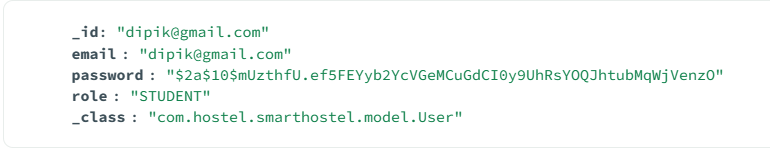 _id: "dipik@gmail.com"
email : "dipik@gmail.com"
password : "$2a$10$mUzthfU.ef5FEYyb2YcVGeMCuGdCI0y9UhRsYOQJhtubMqWjVenzO"
role : "STUDENT"
_class : "com.hostel.smarthostel.model.User"